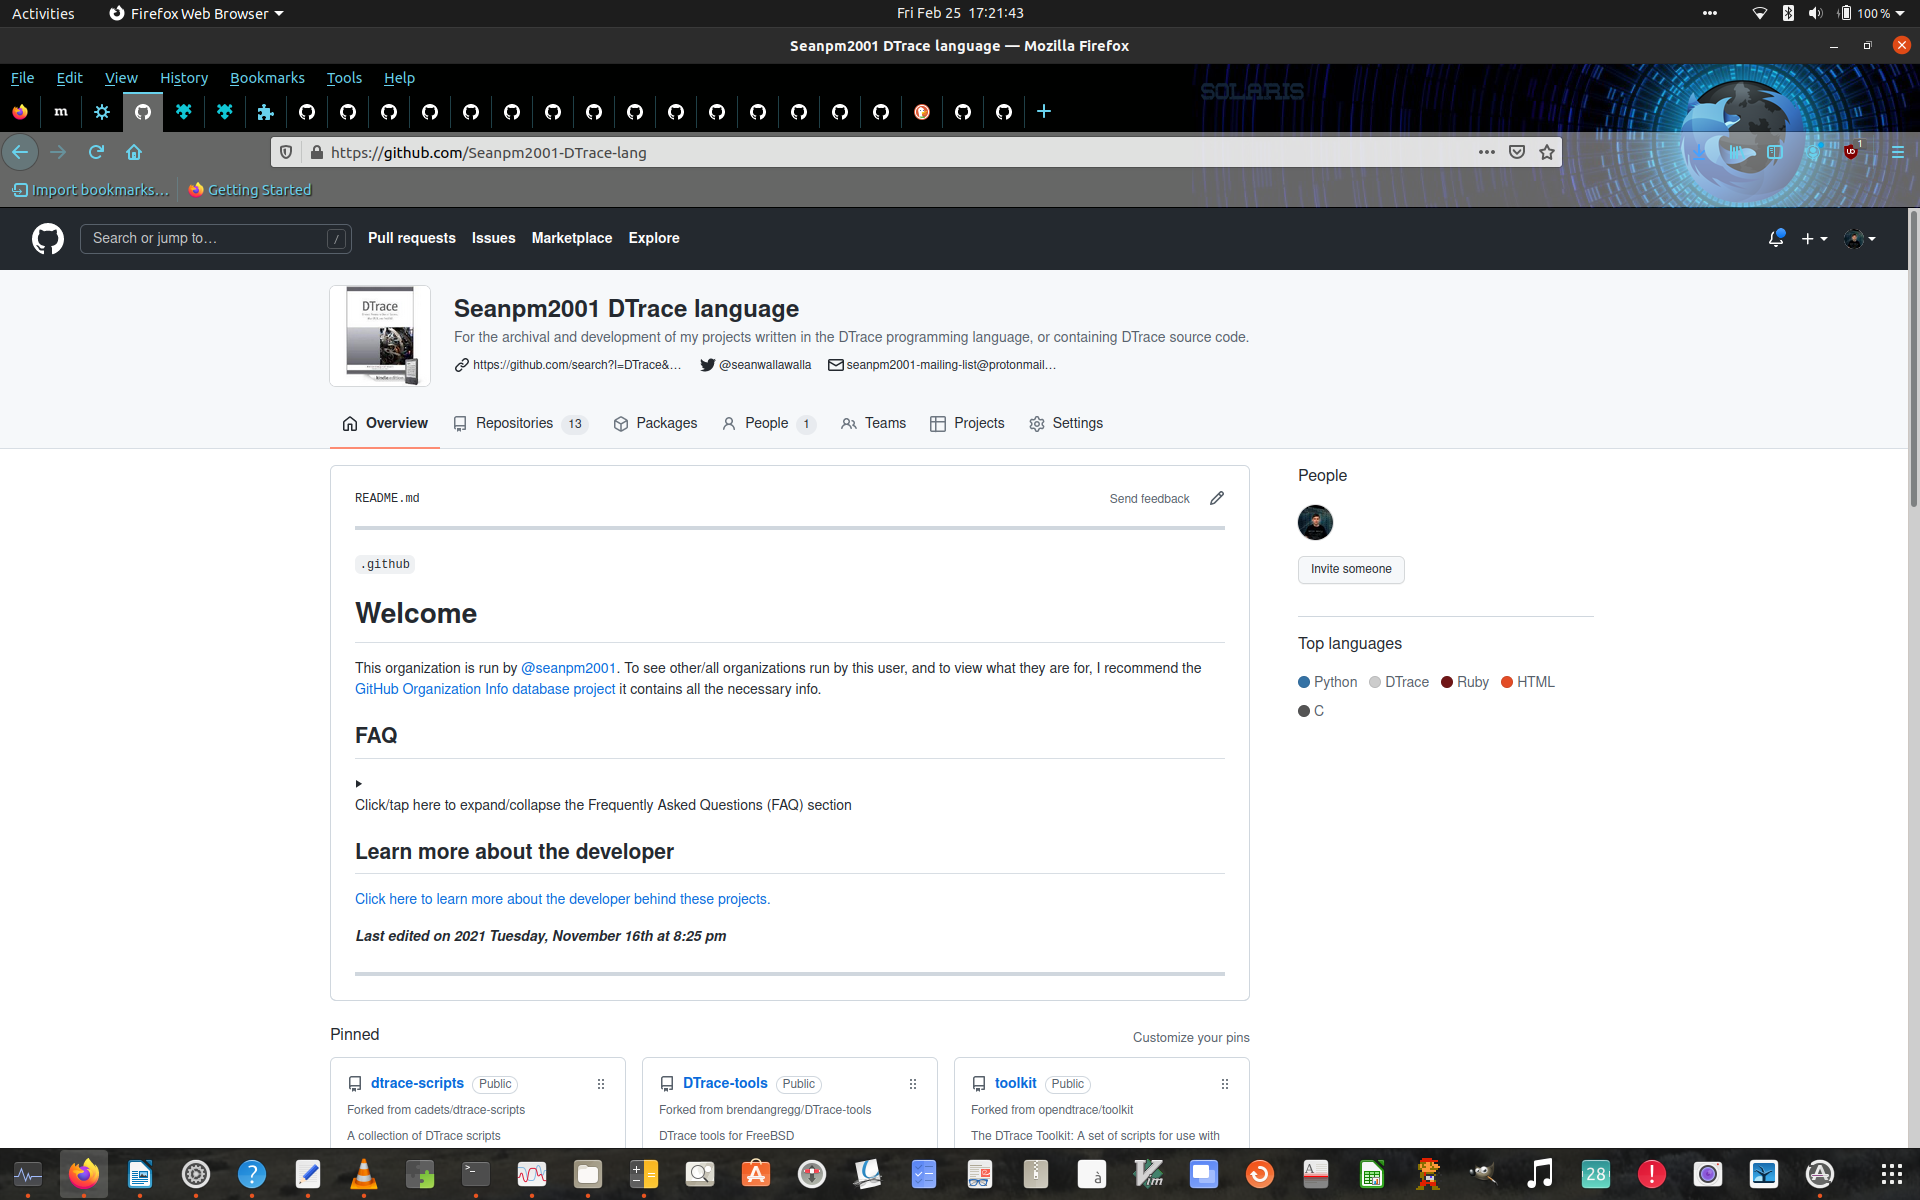 Activities
Firefox Web Browser
Fri Feb 25 17:21:43
100 %
Seanpm2001 DTrace language — Mozilla Firefox
File Edit View History Bookmarks Tools Help
SOLARIS
m
https://github.com/Seanpm2001-DTrace-lang
1
Import bookmarks...
Getting Started
Search or jump to...
/
Pull requests Issues Marketplace Explore
DTrace
Seanpm2001 DTrace language
For the archival and development of my projects written in the DTrace programming language, or containing DTrace source code.
https://github.com/search?l=DTrace&...
@seanwallawalla
seanpm2001-mailing-list@protonmail...
Overview
Repositories 13
Packages
People 1
Teams
Projects
Settings
README.md
Send feedback
.github
Welcome
This organization is run by @seanpm2001. To see other/all organizations run by this user, and to view what they are for, I recommend the
GitHub Organization Info database project it contains all the necessary info.
FAQ
Click/tap here to expand/collapse the Frequently Asked Questions (FAQ) section
Learn more about the developer
Click here to learn more about the developer behind these projects.
Last edited on 2021 Tuesday, November 16th at 8:25 pm
People
Invite someone
Top languages
Python DTrace Ruby HTML
C
Pinned
Customize your pins
dtrace-scripts Public
Forked from cadets/dtrace-scripts
A collection of DTrace scripts
DTrace-tools Public
Forked from brendangregg/DTrace-tools
DTrace tools for FreeBSD
toolkit Public
Forked from opendtrace/toolkit
The DTrace Toolkit: A set of scripts for use with
28